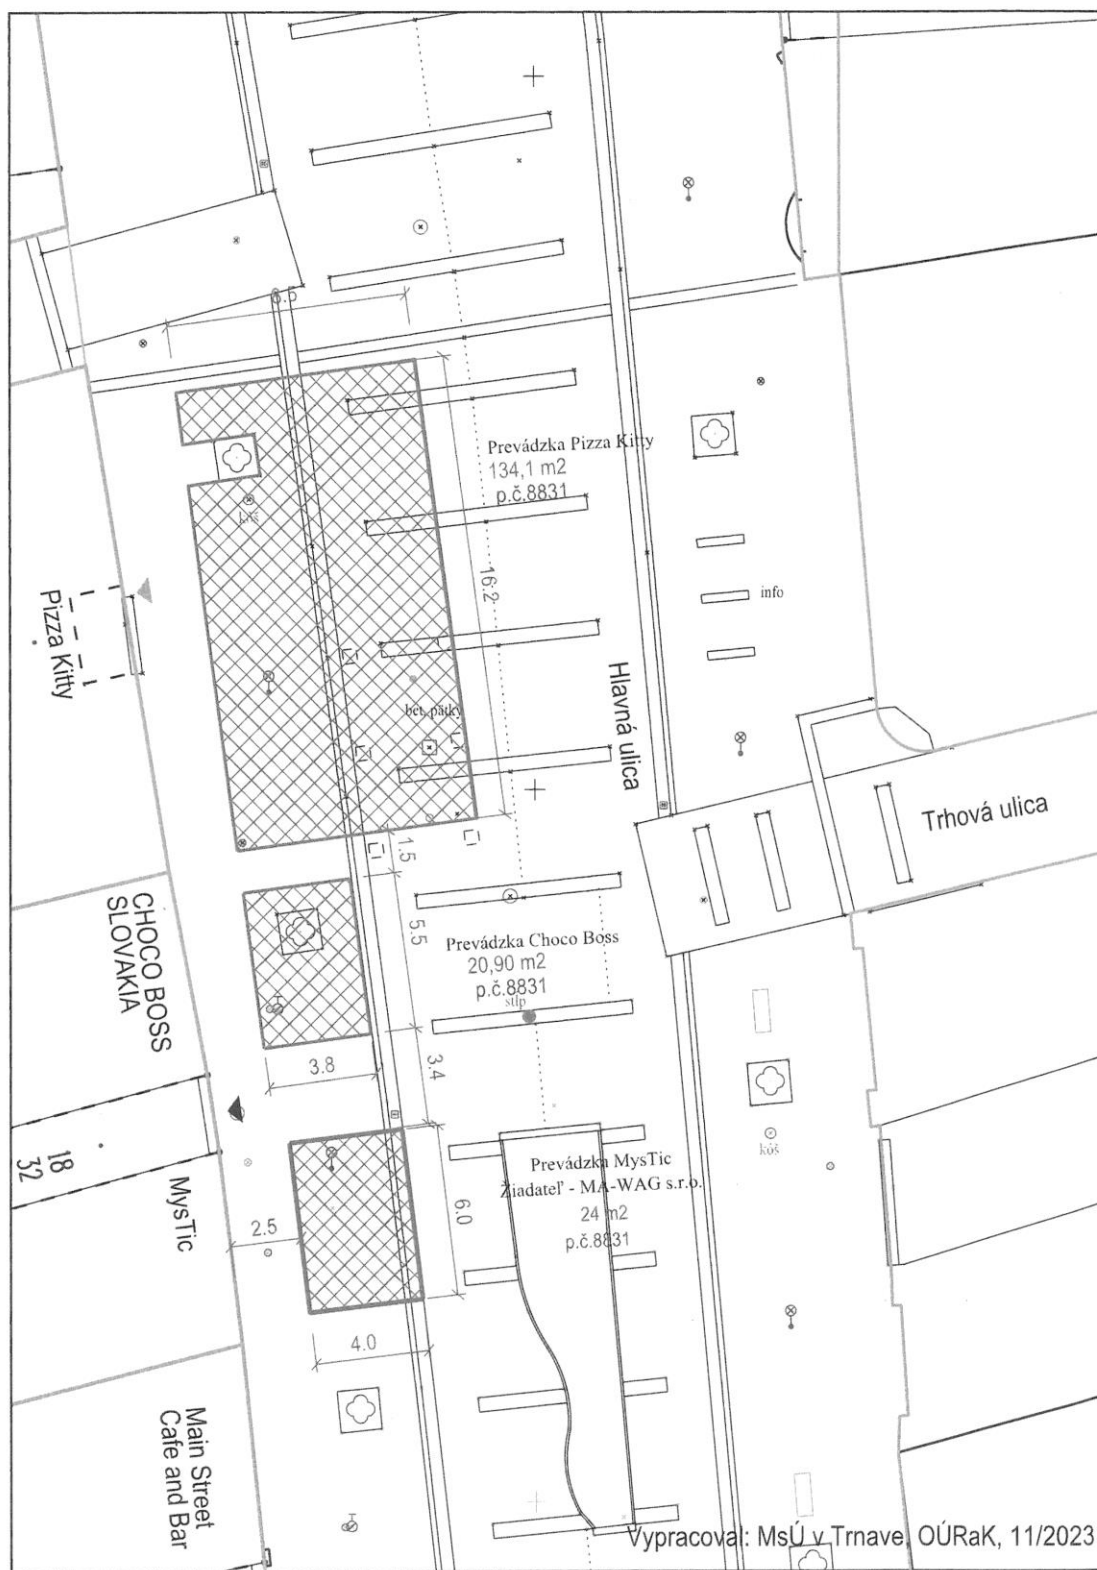 8.5
Prevádzka Pizza Kitty
134,1 m2
p.č.8831
kôš
16.2
info
Pizza Kitty
Hlavná ulica
bet. pätky
Trhová ulica
1.5
5.5
CHOCO BOSS
SLOVAKIA
Prevádzka Choco Boss
20,90 m2
p.č.8831
stĺp
3.8
3.4
kôš
18
32
MysTic
Prevádzka MysTic
Žiadateľ - MA-WAG s.r.o.
24 m2
p.č.8831
2.5
6.0
4.0
Main Street
Cafe and Bar
Vypracoval: MsÚ v Trnave, OÚRaK, 11/2023